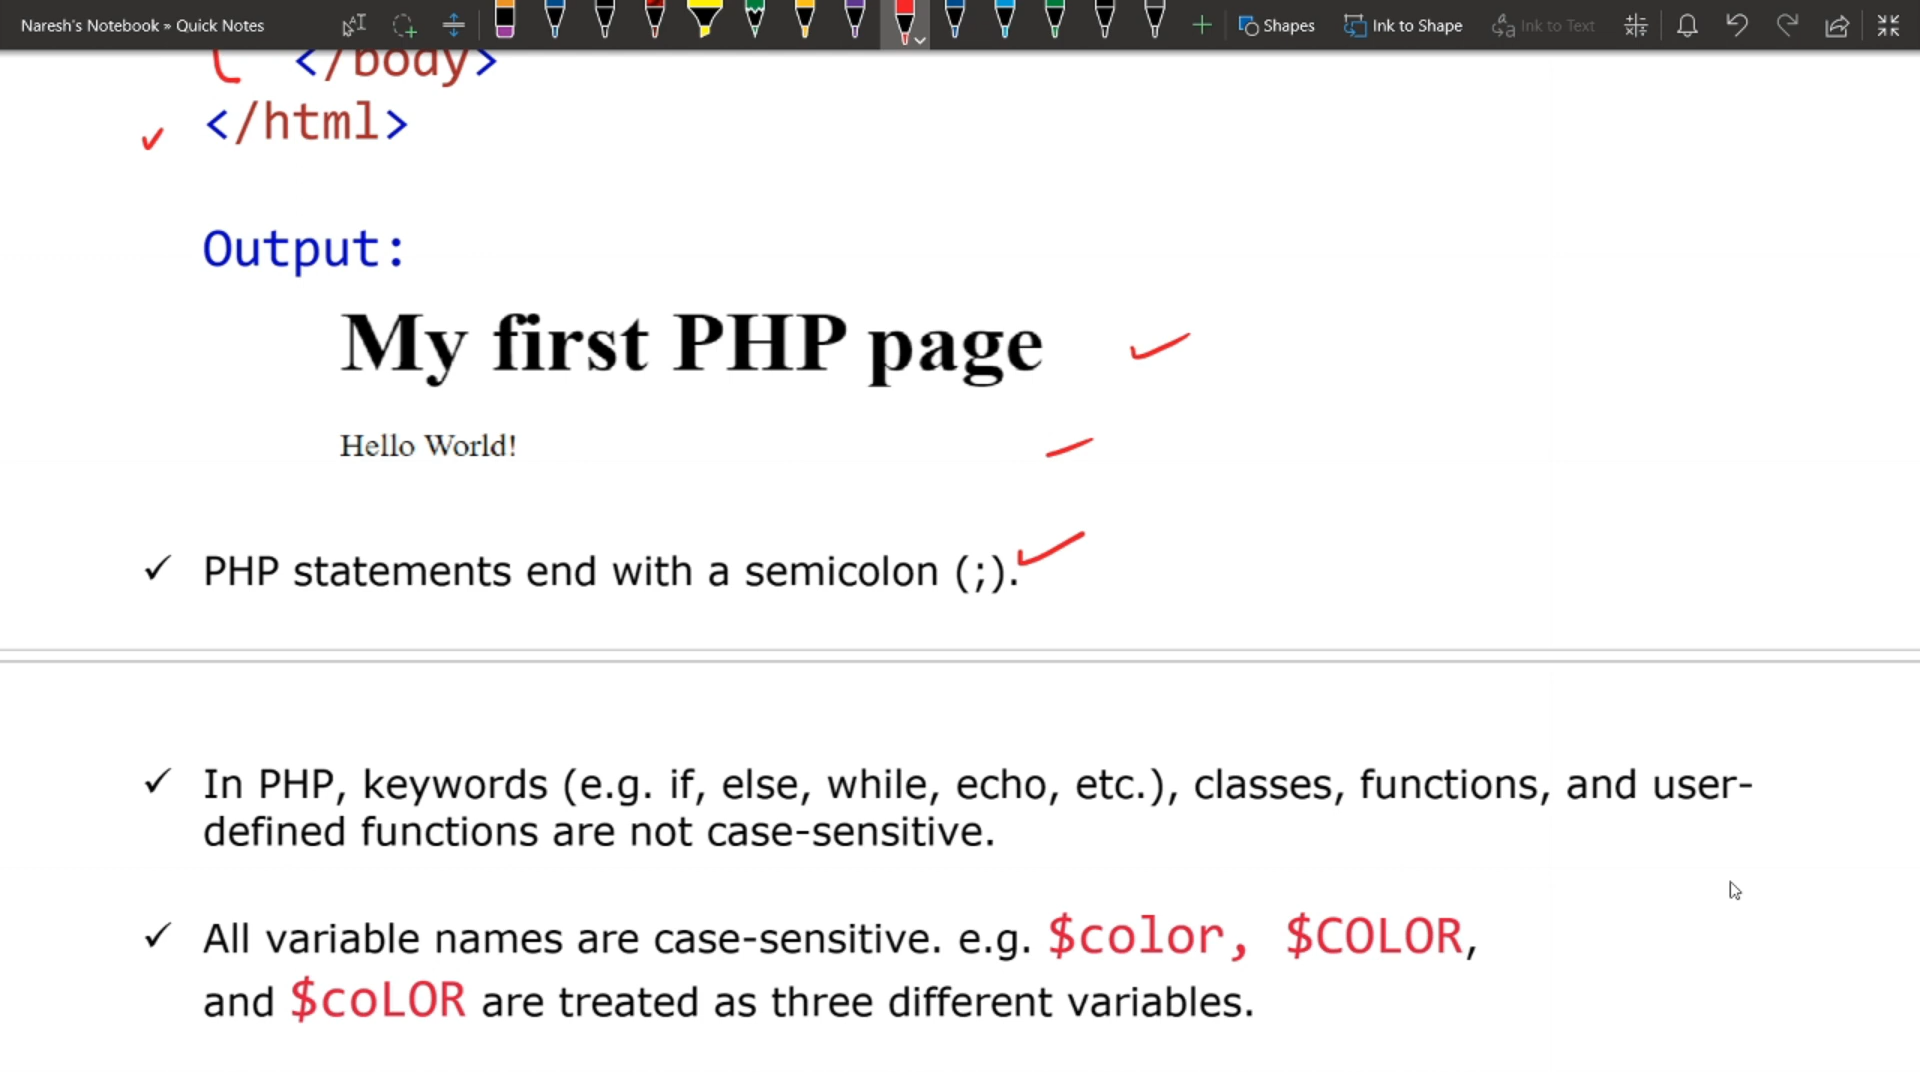 Naresh's Notebook » Quick Notes Shapes Ink to Shape Ink to Text
</body>
</html>
Output:
My first PHP page
Hello World!
✓ PHP statements end with a semicolon (;).
✓ In PHP, keywords (e.g. if, else, while, echo, etc.), classes, functions, and user-
defined functions are not case-sensitive.
✓ All variable names are case-sensitive. e.g. $color, $COLOR,
and $coLOR are treated as three different variables.